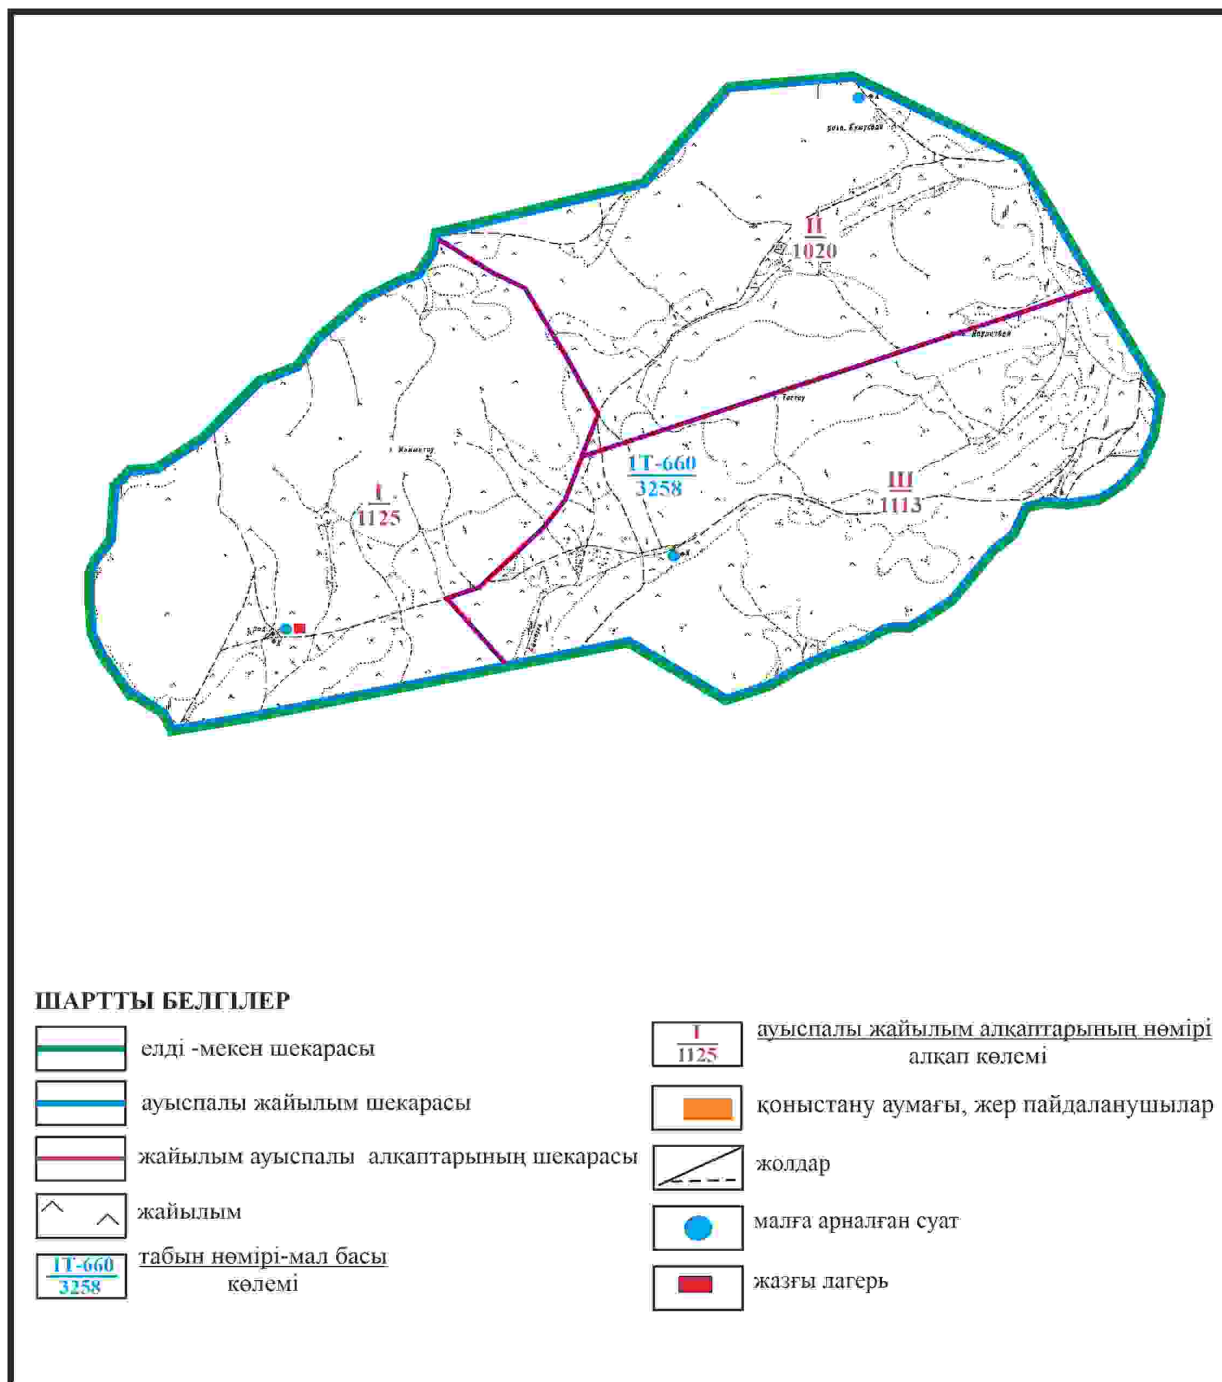 II
1020
Тастау
1Т-660
3258
I
1125
Ш
1113
ШАРТТЫ БЕЛГІЛЕР
елді -мекен шекарасы
ауыспалы жайылым шекарасы
жайылым ауыспалы алқаптарының шекарасы
жайылым
1Т-660
3258
табын нөмірі-мал басы
көлемі
I
1125
ауыспалы жайылым алқаптарының нөмірі
алқап көлемі
қоныстану аумағы, жер пайдаланушылар
жолдар
малға арналған суат
жазғы лагерь